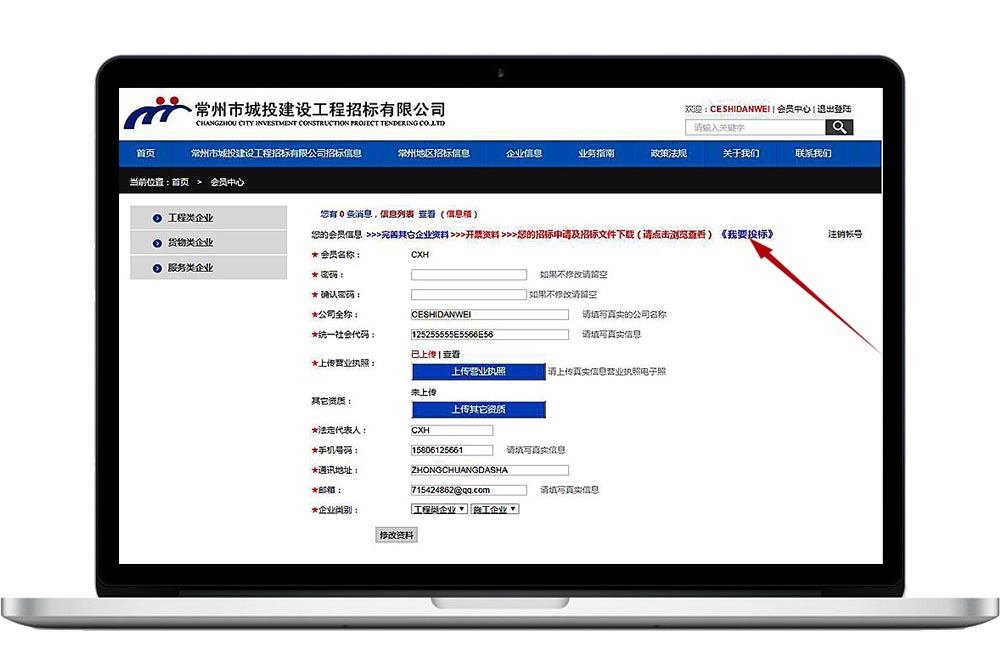 常州市城投建设工程招标有限公司
CHANGZHOU CITY INVESTMENT CONSTRUCTION PROJECT TENDERING CO.,LTD
欢迎：CESHIDANWEI | 会员中心 | 退出登陆
请输入关键字
首页 常州市城投建设工程招标有限公司招标信息 常州地区招标信息 企业信息 业务指南 政策法规 关于我们 联系我们
当前位置：首页 > 会员中心
工程类企业
货物类企业
服务类企业
您有 0 条消息，信息列表 查看（信息箱）
您的会员信息 >>>完善其它企业资料 >>>开票资料 >>>您的招标申请及招标文件下载（请点击浏览查看） 《我要投标》 注销帐号
★ 会员名称： CXH
★ 密码： 如果不修改请留空
★ 确认密码： 如果不修改请留空
★公司全称： CESHIDANWEI 请填写真实的公司名称
★统一社会代码： 125255555E5566E56 请填写真实信息
已上传 | 查看
★上传营业执照： 上传营业执照 请上传真实信息营业执照电子照
未上传
其它资质： 上传其它资质
★法定代表人： CXH
★手机号码： 15806125661 请填写真实信息
★通讯地址： ZHONGCHUANGDASHA
★邮箱： 715424862@qq.com 请填写真实信息
★企业类别： 工程类企业 施工企业
修改资料